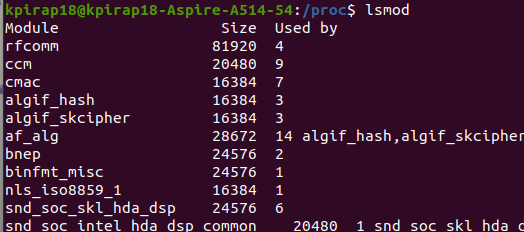 kpirap18@kpirap18-Aspire-A514-54:/proc$ lsmod
Module                  Size  Used by
rfcomm                 81920  4
ccm                    20480  9
cmac                   16384  7
algif_hash             16384  3
algif_skcipher         16384  3
af_alg                 28672  14 algif_hash,algif_skcipher
bnep                   24576  2
binfmt_misc            24576  1
nls_iso8859_1          16384  1
snd_soc_skl_hda_dsp    24576  6
snd_soc_intel_hda_dsp_common    20480  1 snd_soc_skl_hda_d